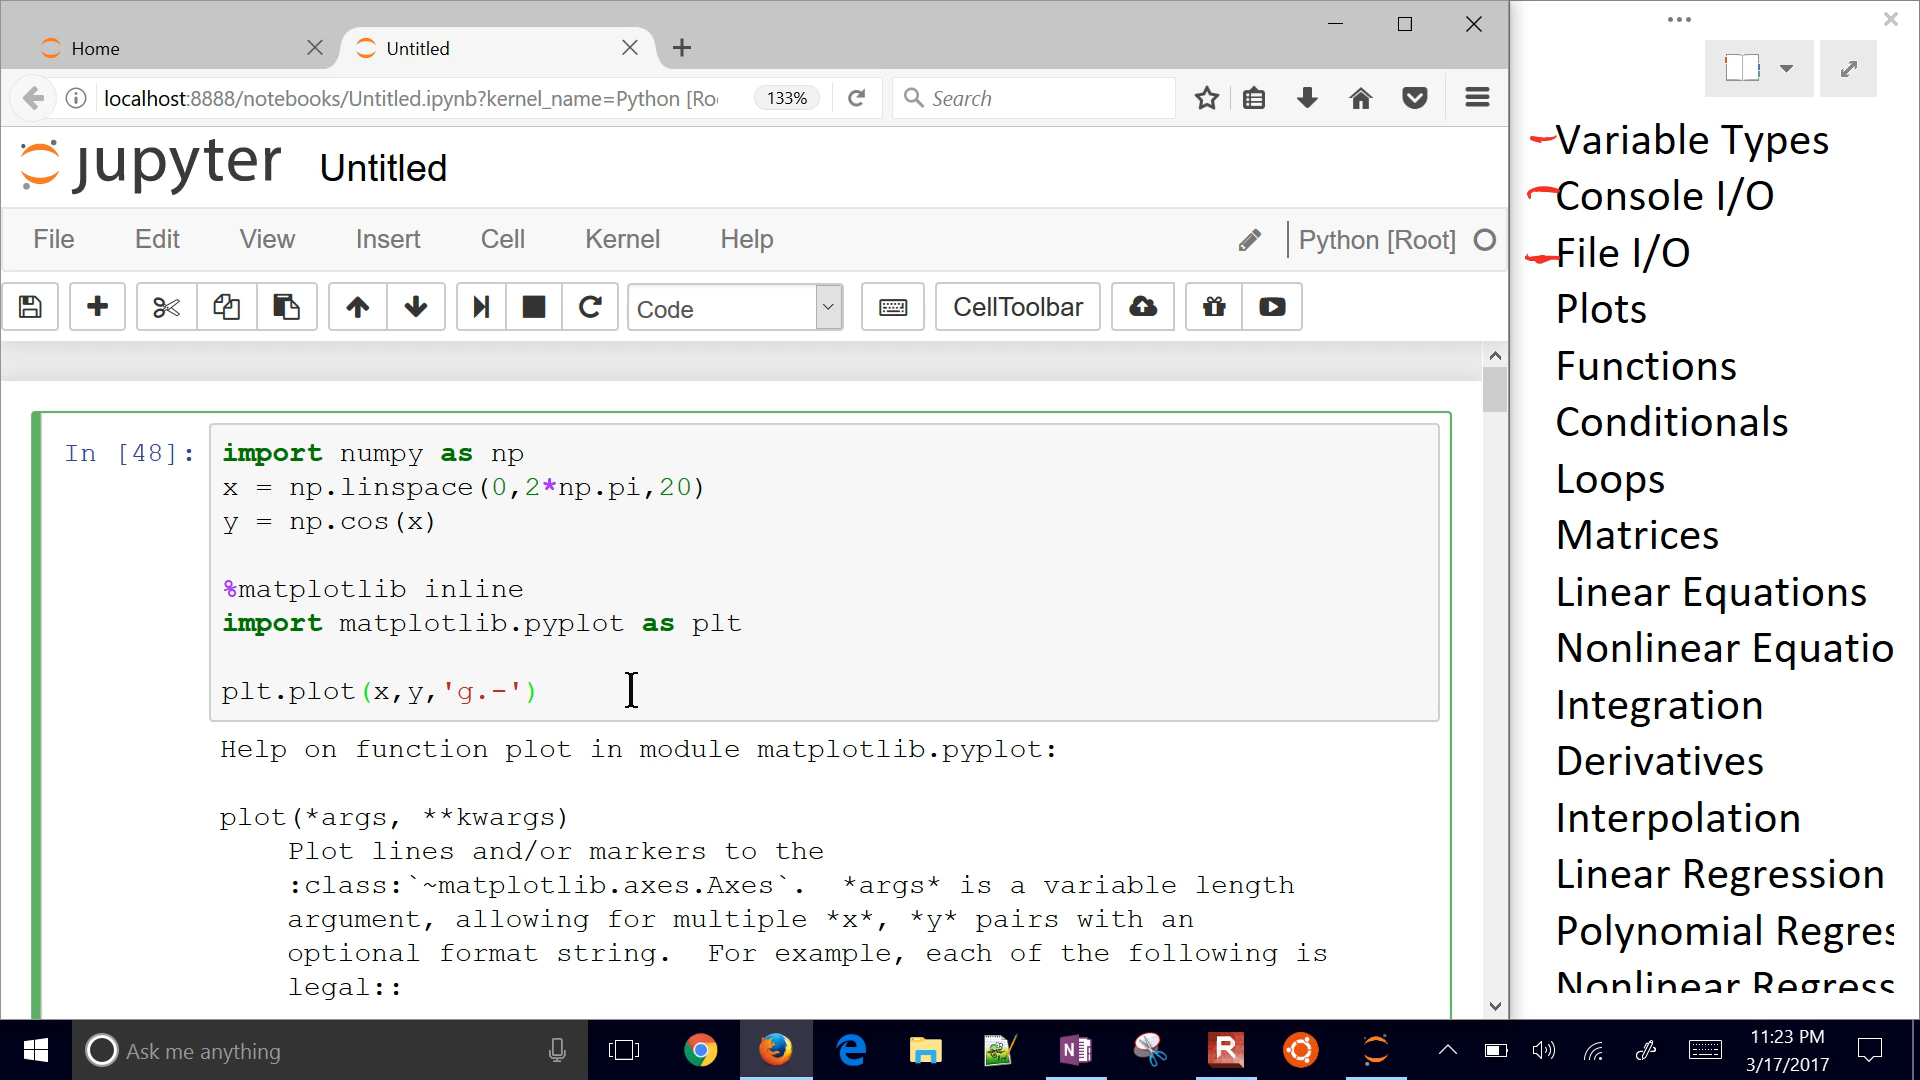 Home
Untitled
localhost:8888/notebooks/Untitled.ipynb?kernel_name=Python [Ro
133%
Search
jupyter Untitled
File Edit View Insert Cell Kernel Help
Python [Root]
Code
CellToolbar
In [48]:
import numpy as np
x = np.linspace(0,2*np.pi,20)
y = np.cos(x)
%matplotlib inline
import matplotlib.pyplot as plt
plt.plot(x,y,'g.-')
Help on function plot in module matplotlib.pyplot:
plot(*args, **kwargs)
Plot lines and/or markers to the
:class:`~matplotlib.axes.Axes`.  *args* is a variable length
argument, allowing for multiple *x*, *y* pairs with an
optional format string.  For example, each of the following is
legal::
Variable Types
Console I/O
File I/O
Plots
Functions
Conditionals
Loops
Matrices
Linear Equations
Nonlinear Equatio
Integration
Derivatives
Interpolation
Linear Regression
Polynomial Regres
Nonlinear Regress
Ask me anything
11:23 PM
3/17/2017